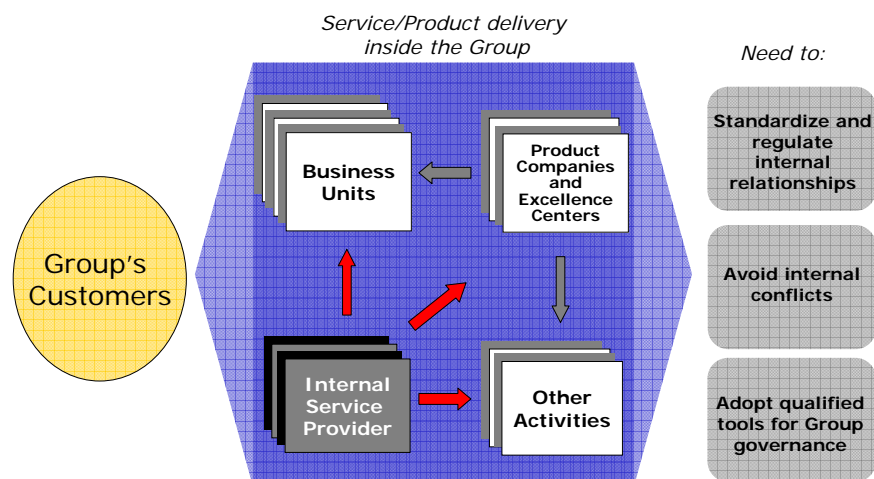 Service/Product delivery
inside the Group
Need to:
Group's
Customers
Business
Units
Product
Companies
and
Excellence
Centers
Internal
Service
Provider
Other
Activities
Standardize and
regulate
internal
relationships
Avoid internal
conflicts
Adopt qualified
tools for Group
governance